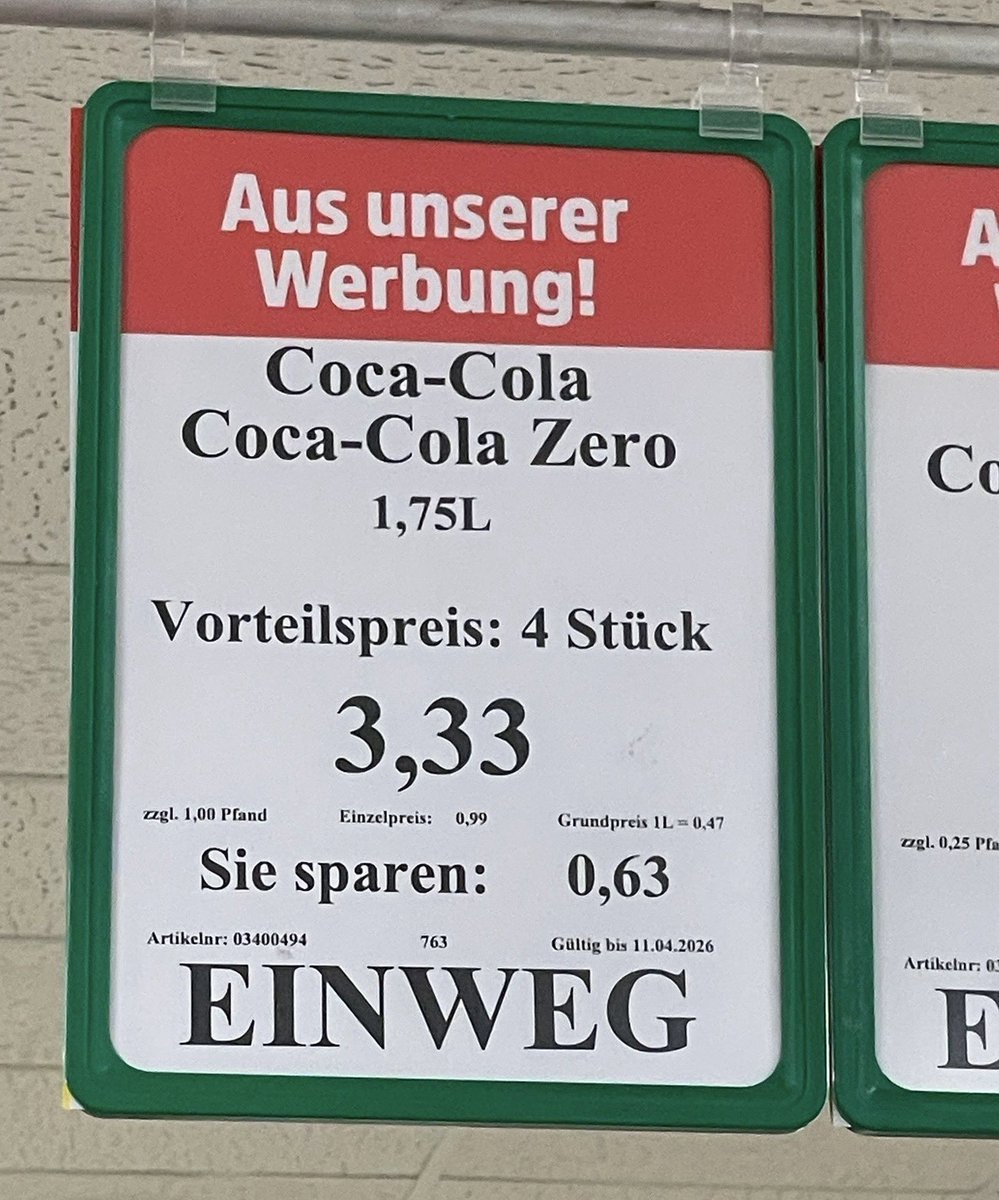 Aus unserer
Werbung!
Coca-Cola
Coca-Cola Zero
1,75L
Vorteilspreis: 4 Stück
3,33
zzgl. 1,00 Pfand Einzelpreis: 0,99 Grundpreis 1L = 0,47
Sie sparen: 0,63
Artikelnr: 03400494 763 Gültig bis 11.04.2026
EINWEG
zzgl. 0,25
Artikelnr: